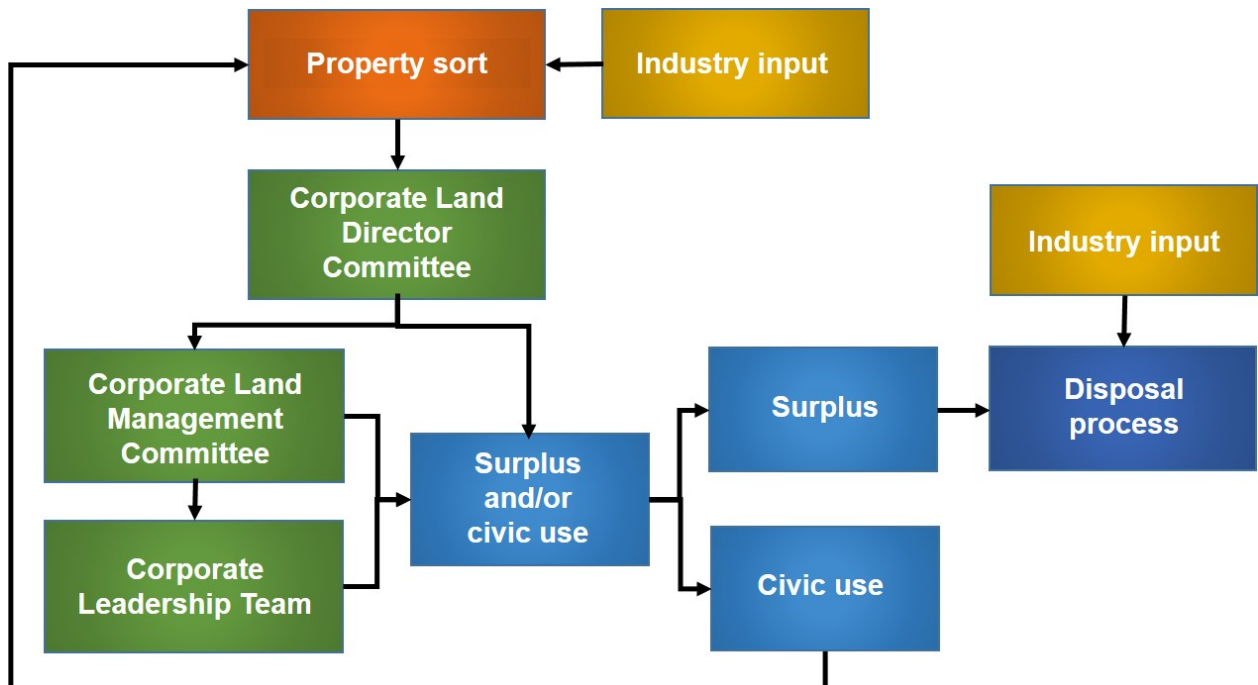 Property sort
Industry input
Corporate Land
Director
Committee
Industry input
Corporate Land
Management
Committee
Surplus
Disposal
process
Surplus
and/or
civic use
Corporate
Leadership Team
Civic use